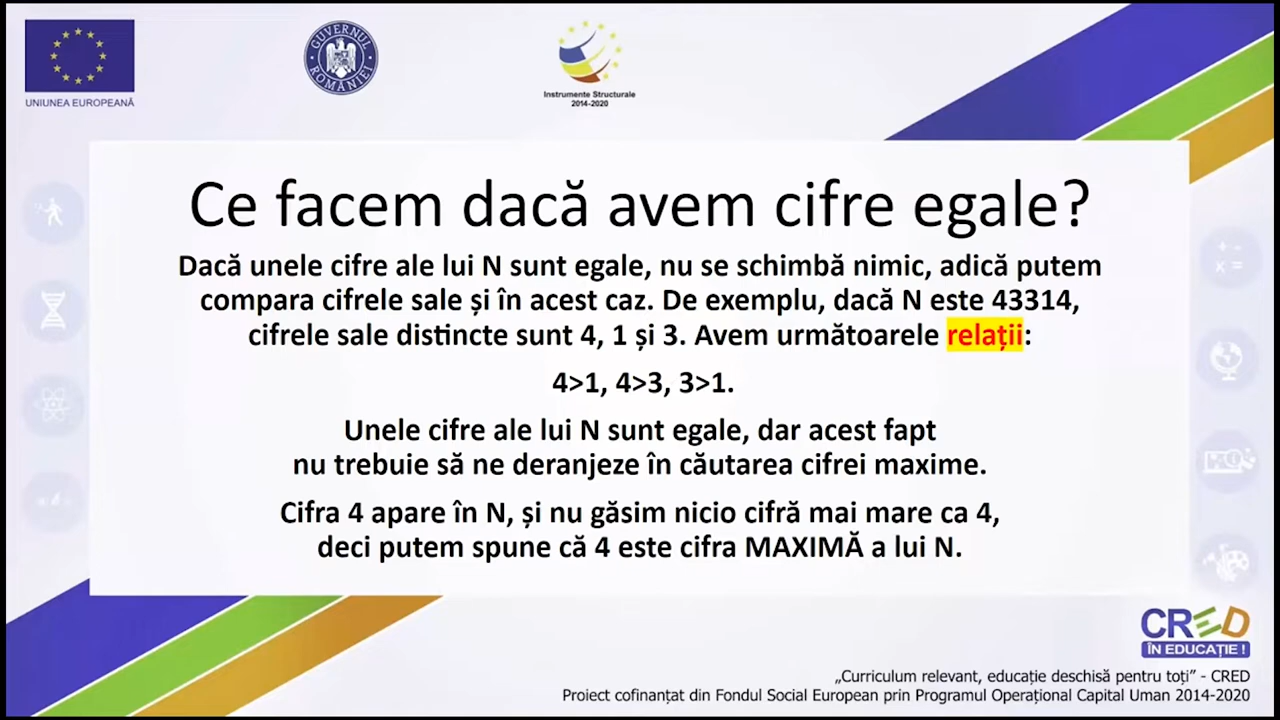 UNIUNEA EUROPEANĂ
GUVERNUL ROMÂNIEI
Instrumente Structurale
2014-2020
Ce facem dacă avem cifre egale?
Dacă unele cifre ale lui N sunt egale, nu se schimbă nimic, adică putem
compara cifrele sale și în acest caz. De exemplu, dacă N este 43314,
cifrele sale distincte sunt 4, 1 și 3. Avem următoarele relații:
4>1, 4>3, 3>1.
Unele cifre ale lui N sunt egale, dar acest fapt
nu trebuie să ne deranjeze în căutarea cifrei maxime.
Cifra 4 apare în N, și nu găsim nicio cifră mai mare ca 4,
deci putem spune că 4 este cifra MAXIMĂ a lui N.
CRED
ÎN EDUCAȚIE !
„Curriculum relevant, educație deschisă pentru toți” - CRED
Proiect cofinanțat din Fondul Social European prin Programul Operațional Capital Uman 2014-2020